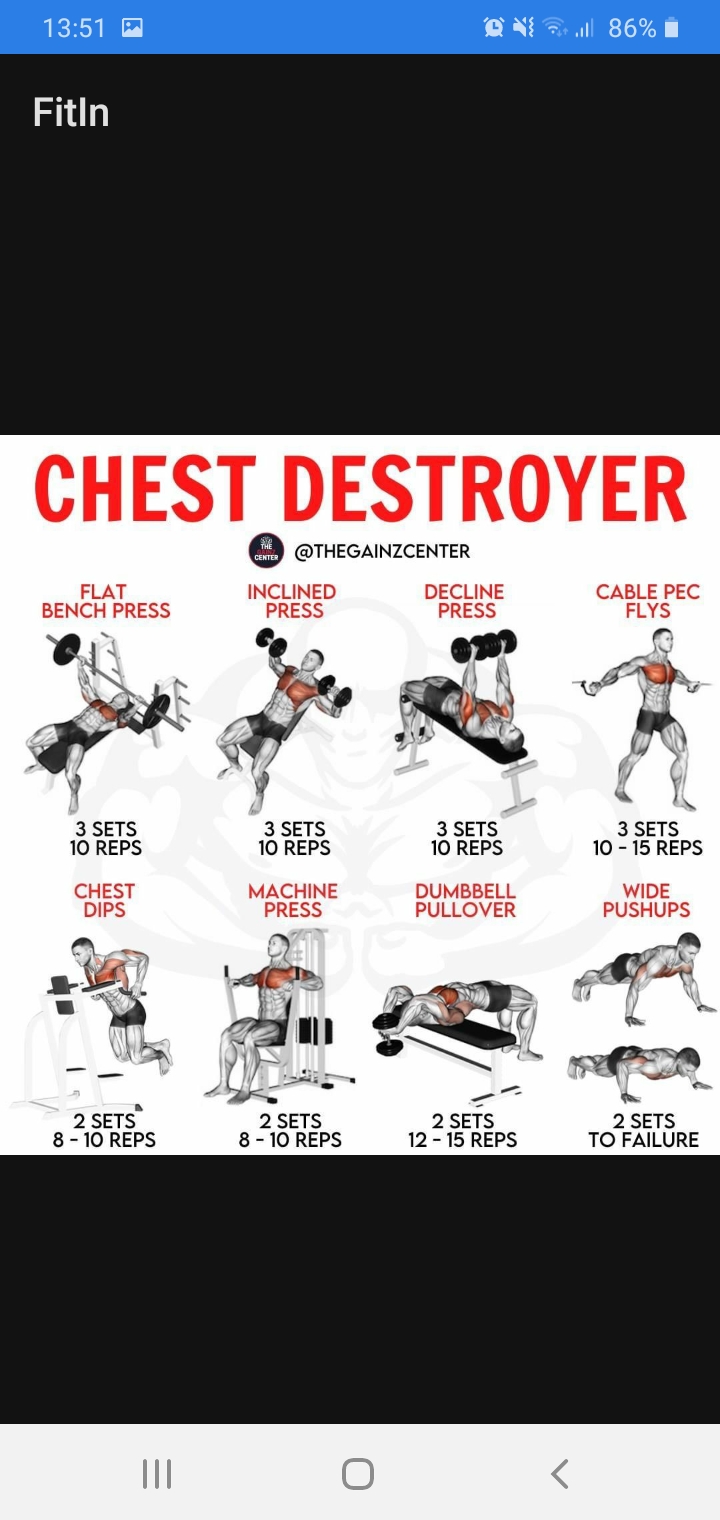 13:51
86%
FitIn
CHEST DESTROYER
THE
GAINZ
CENTER
@THEGAINZCENTER
FLAT
BENCH PRESS
INCLINED
PRESS
DECLINE
PRESS
CABLE PEC
FLYS
3 SETS
10 REPS
3 SETS
10 REPS
3 SETS
10 REPS
3 SETS
10 - 15 REPS
CHEST
DIPS
MACHINE
PRESS
DUMBBELL
PULLOVER
WIDE
PUSHUPS
2 SETS
8 - 10 REPS
2 SETS
8 - 10 REPS
2 SETS
12 - 15 REPS
2 SETS
TO FAILURE